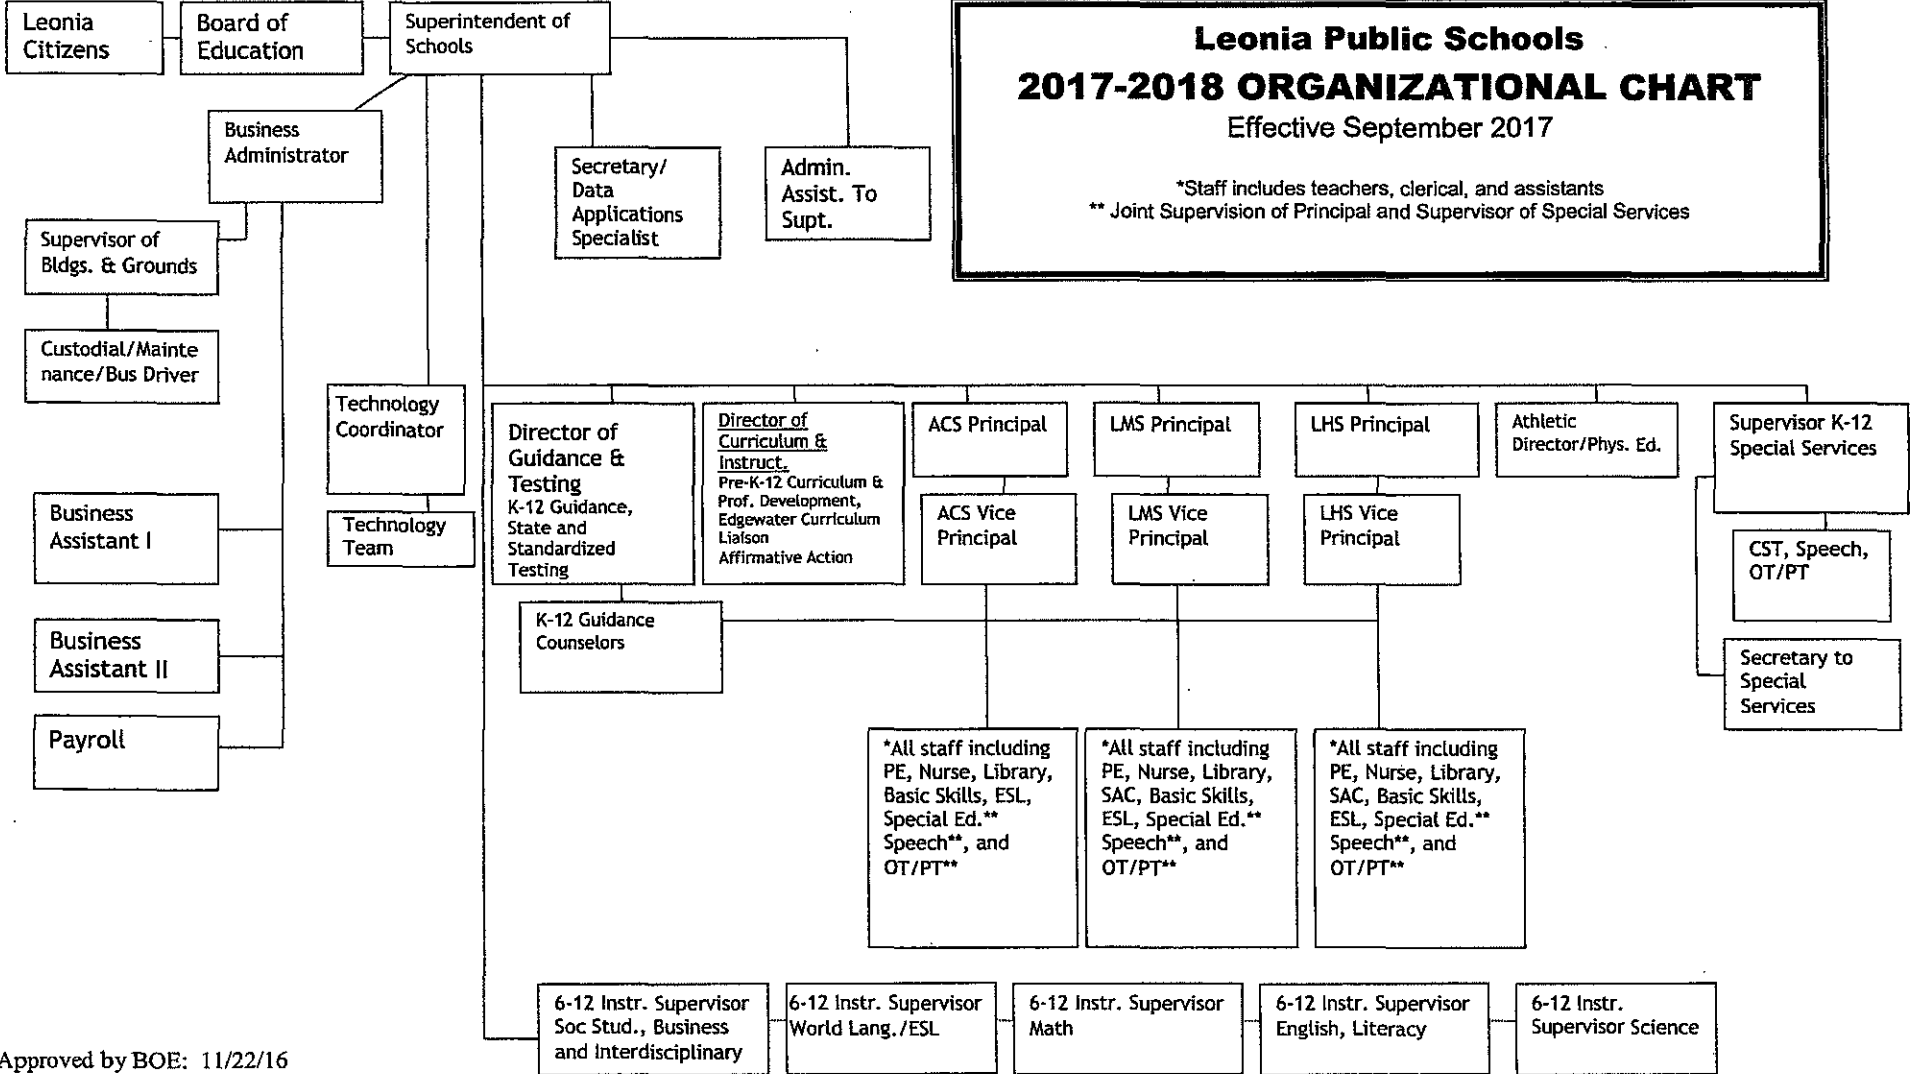 Leonia
Citizens
Board of
Education
Superintendent of
Schools
Leonia Public Schools
2017-2018 ORGANIZATIONAL CHART
Effective September 2017
*Staff includes teachers, clerical, and assistants
** Joint Supervision of Principal and Supervisor of Special Services
Business
Administrator
Secretary/
Data
Applications
Specialist
Admin.
Assist. To
Supt.
Supervisor of
Bldgs. & Grounds
Custodial/Mainte
nance/Bus Driver
Technology
Coordinator
Technology
Team
Business
Assistant I
Business
Assistant II
Payroll
Director of
Guidance &
Testing
K-12 Guidance,
State and
Standardized
Testing
Director of
Curriculum &
Instruct.
Pre-K-12 Curriculum &
Prof. Development,
Edgewater Curriculum
Liaison
Affirmative Action
ACS Principal
LMS Principal
LHS Principal
Athletic
Director/Phys. Ed.
Supervisor K-12
Special Services
ACS Vice
Principal
LMS Vice
Principal
LHS Vice
Principal
CST, Speech,
OT/PT
K-12 Guidance
Counselors
Secretary to
Special
Services
*All staff including
PE, Nurse, Library,
Basic Skills, ESL,
Special Ed.**
Speech**, and
OT/PT**
*All staff including
PE, Nurse, Library,
SAC, Basic Skills,
ESL, Special Ed.**
Speech**, and
OT/PT**
*All staff including
PE, Nurse, Library,
SAC, Basic Skills,
ESL, Special Ed.**
Speech**, and
OT/PT**
6-12 Instr. Supervisor
Soc Stud., Business
and Interdisciplinary
6-12 Instr. Supervisor
World Lang./ESL
6-12 Instr. Supervisor
Math
6-12 Instr. Supervisor
English, Literacy
6-12 Instr.
Supervisor Science
Approved by BOE: 11/22/16